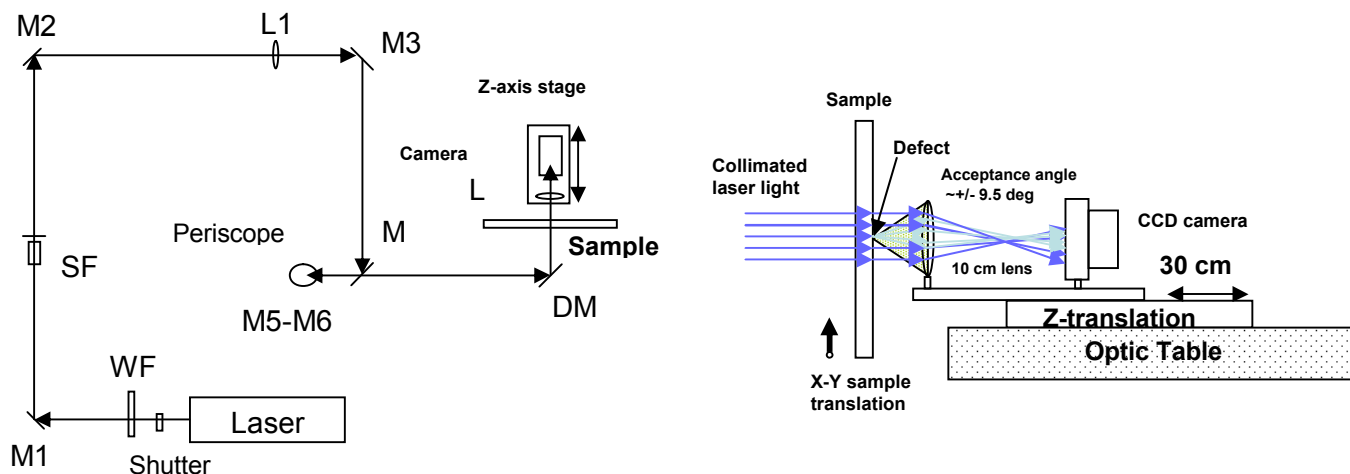 M2
L1
M3
Z-axis stage
Camera
L
Periscope
M
Sample
SF
M5-M6
DM
WF
Laser
M1
Shutter
Sample
Defect
Collimated
laser light
Acceptance angle
~+/- 9.5 deg
CCD camera
10 cm lens
30 cm
Z-translation
Optic Table
X-Y sample
translation